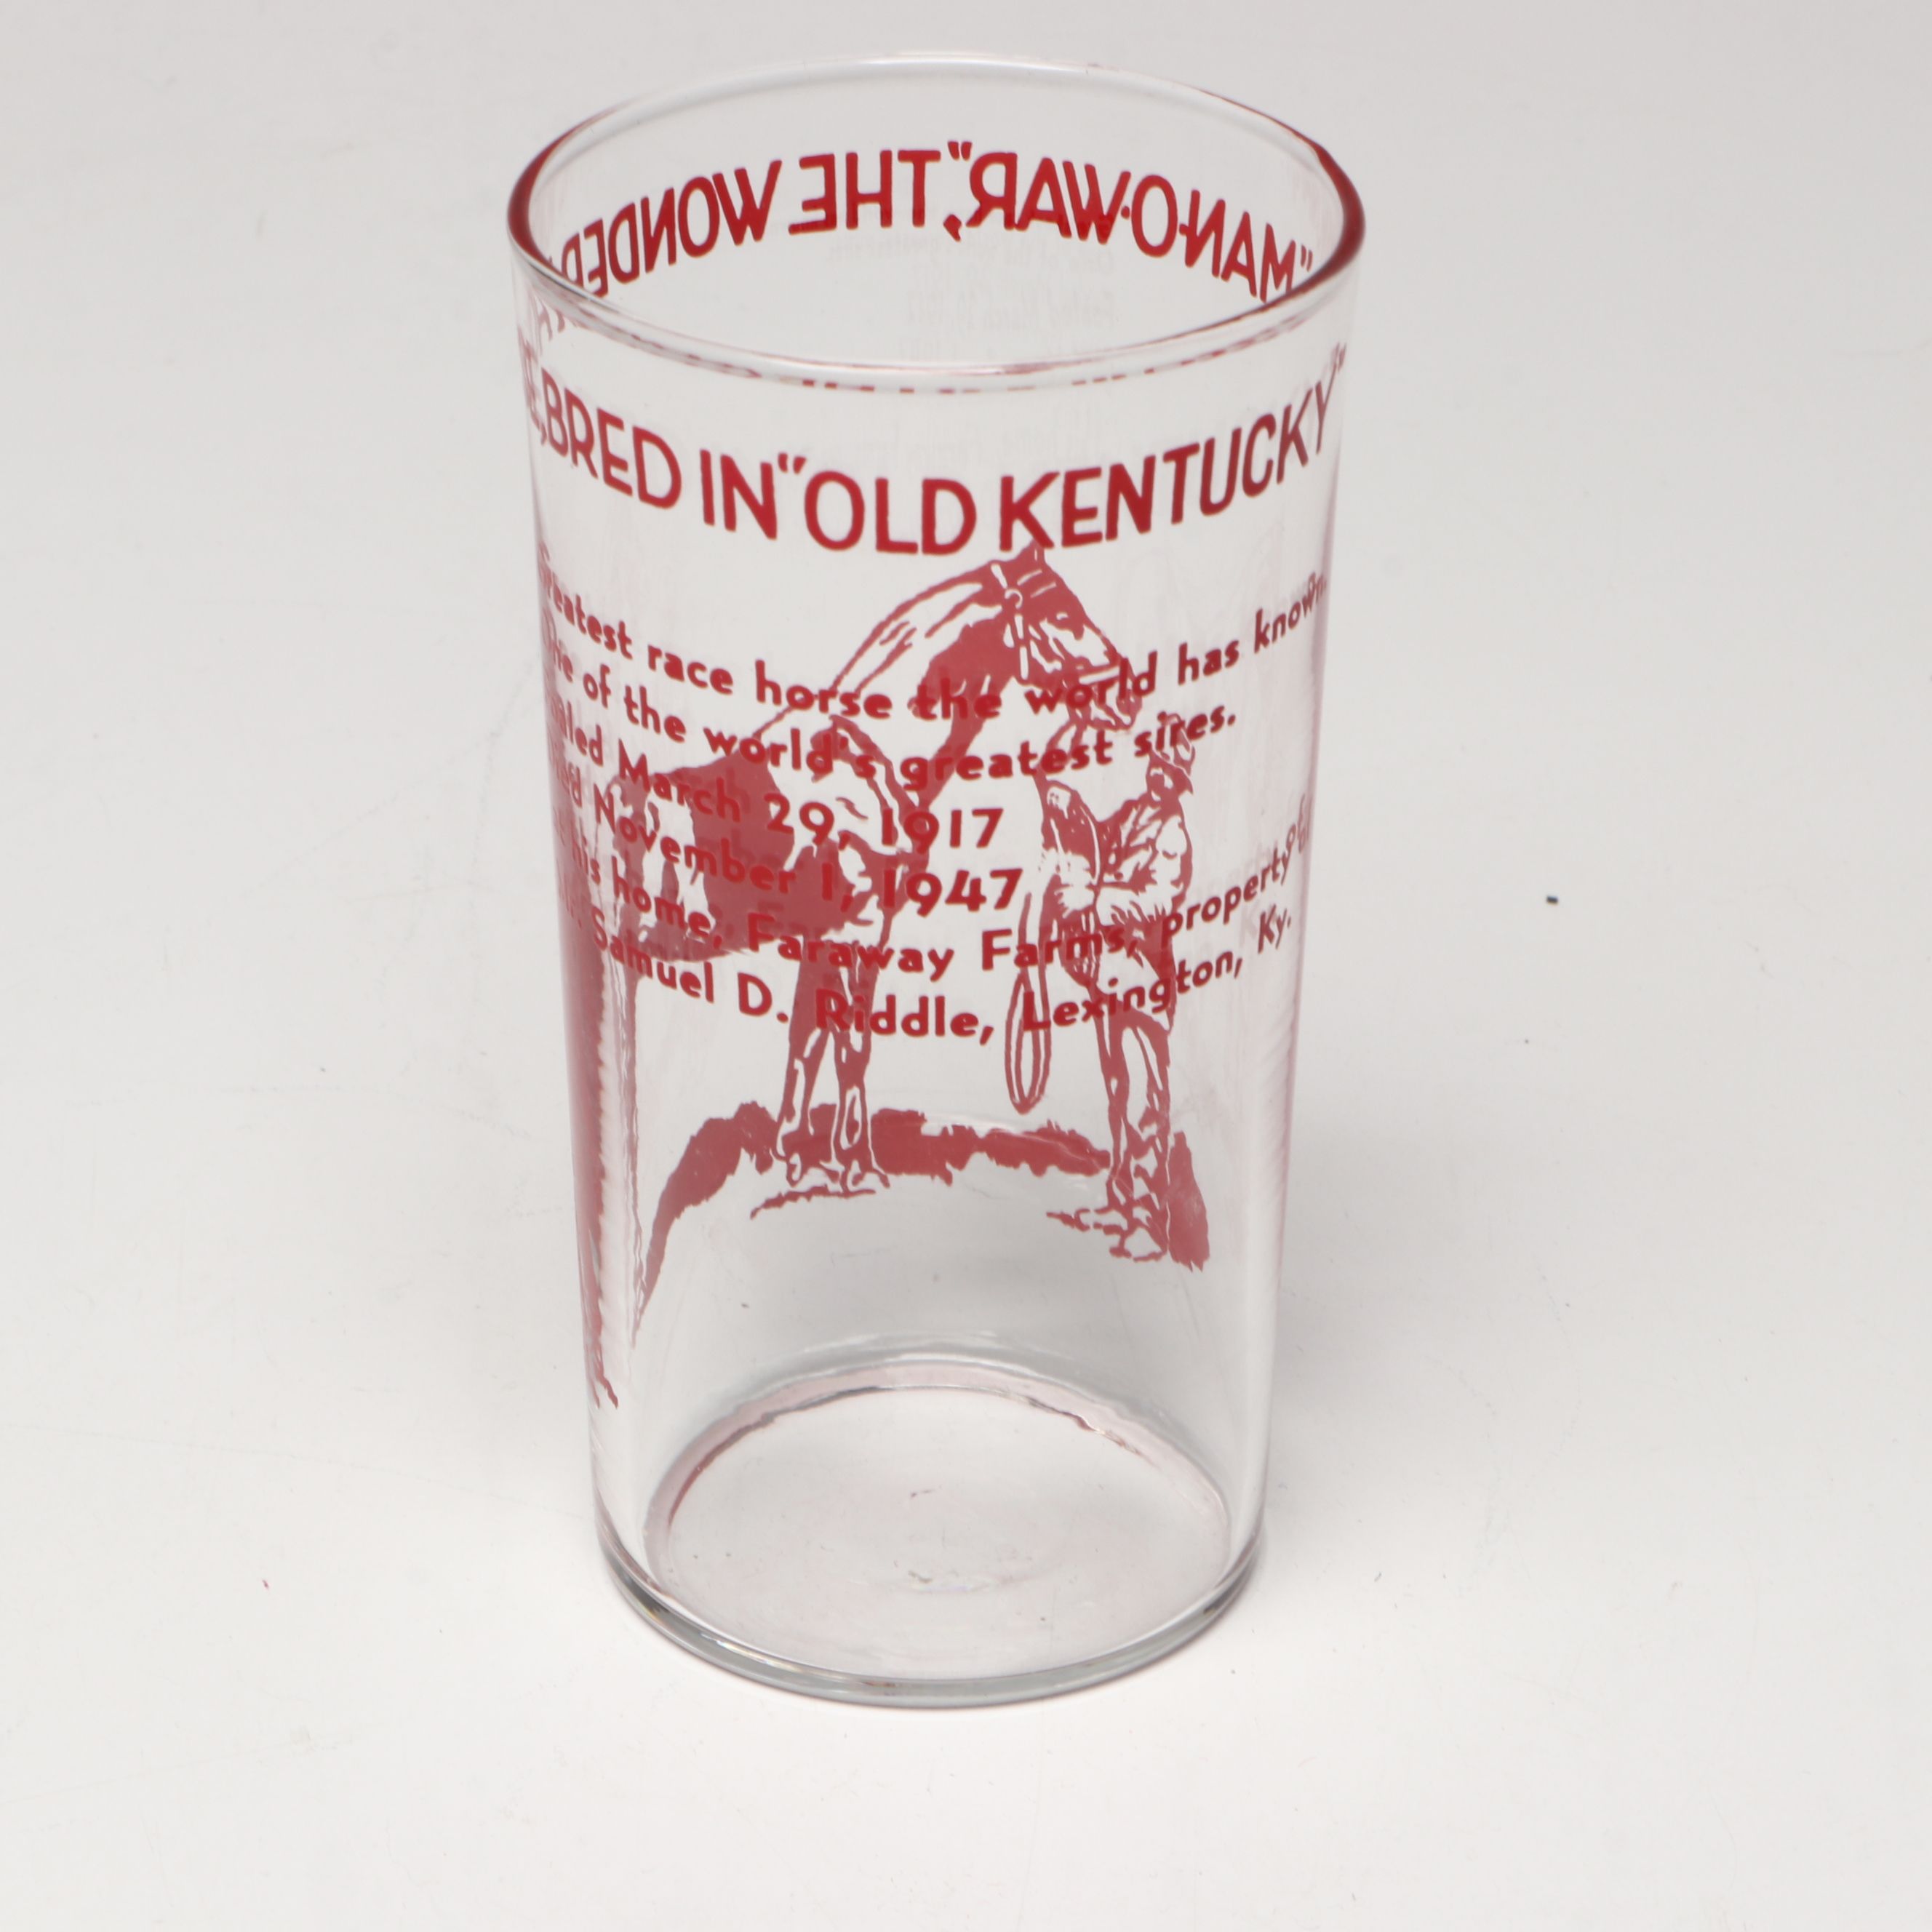 "MAN-O-WAR," THE WONDER
BRED IN "OLD KENTUCKY"
greatest race horse the world has known.
of the world's greatest sires.
March 29, 1917
November 1, 1947
his home, Faraway Farms, property of
Samuel D. Riddle, Lexington, Ky.